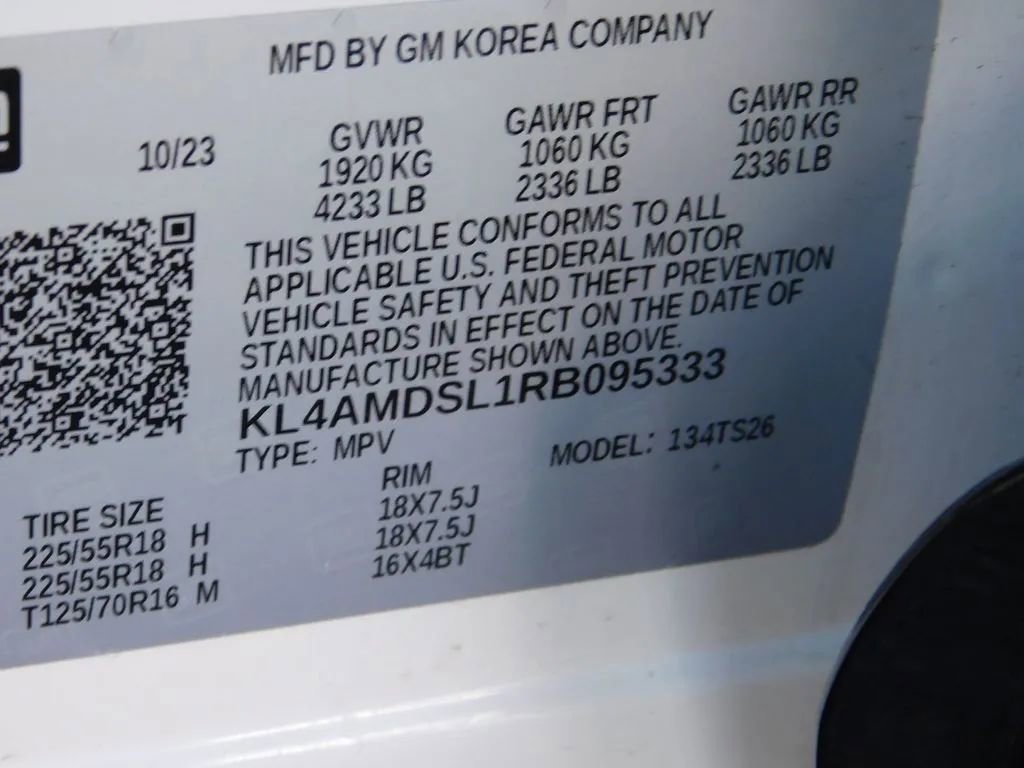 MFD BY GM KOREA COMPANY
10/23
GVWR
1920 KG
4233 LB
GAWR FRT
1060 KG
2336 LB
GAWR RR
1060 KG
2336 LB
THIS VEHICLE CONFORMS TO ALL
APPLICABLE U.S. FEDERAL MOTOR
VEHICLE SAFETY AND THEFT PREVENTION
STANDARDS IN EFFECT ON THE DATE OF
MANUFACTURE SHOWN ABOVE.
KL4AMDSL1RB095333
TYPE: MPV MODEL: 134TS26
TIRE SIZE RIM
225/55R18 H 18X7.5J
225/55R18 H 18X7.5J
T125/70R16 M 16X4BT